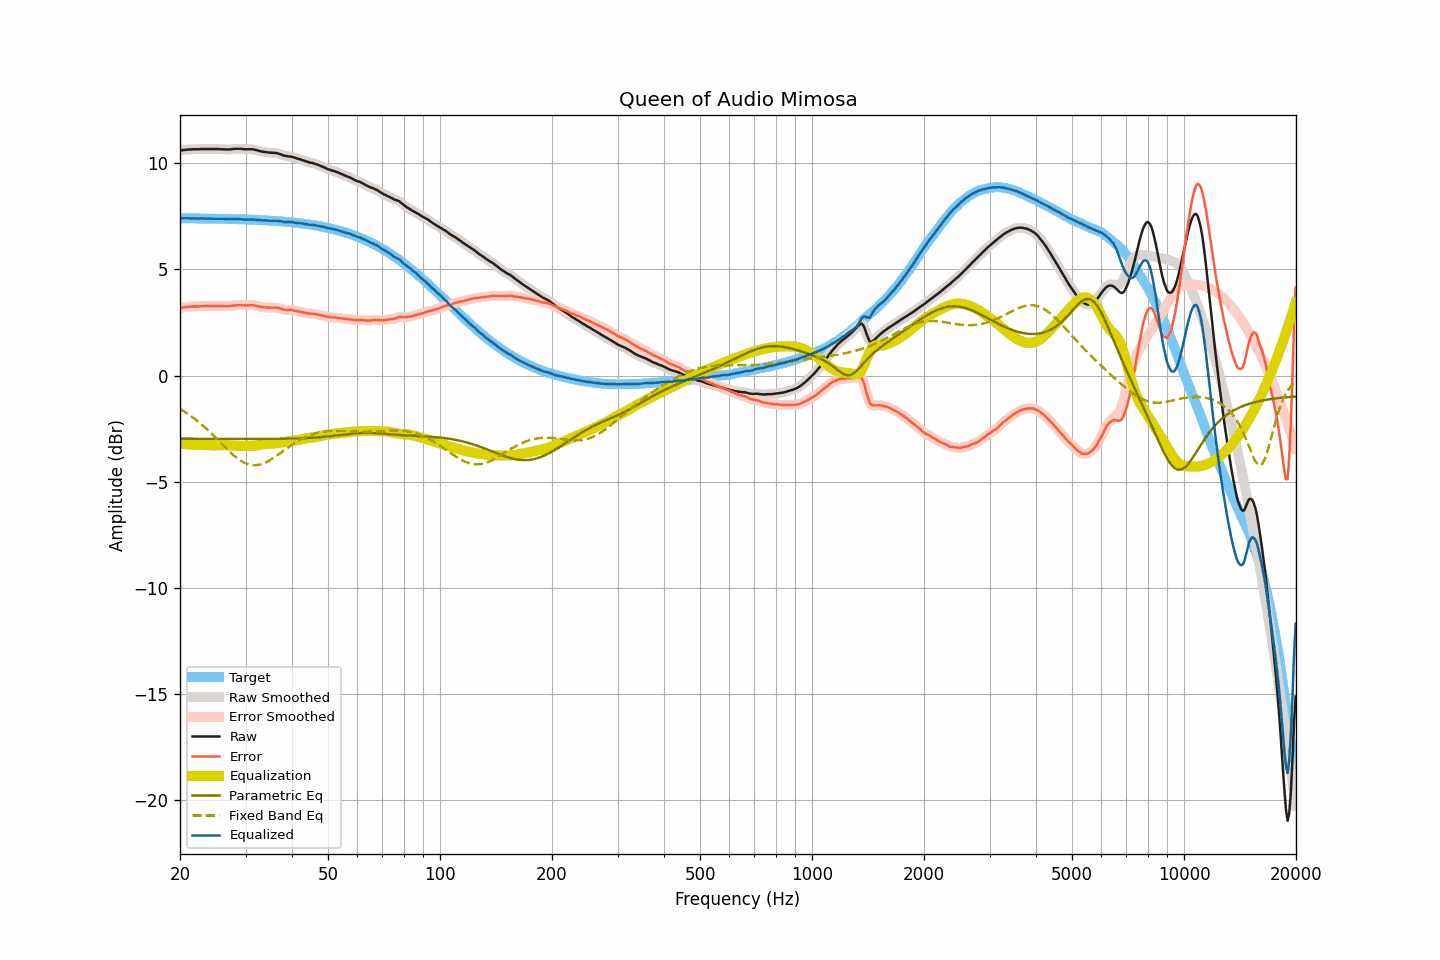 Queen of Audio Mimosa
10
5
0
−5
−10
−15
−20
Amplitude (dBr)
Target
Raw Smoothed
Error Smoothed
Raw
Error
Equalization
Parametric Eq
Fixed Band Eq
Equalized
20 50 100 200 500 1000 2000 5000 10000 20000
Frequency (Hz)